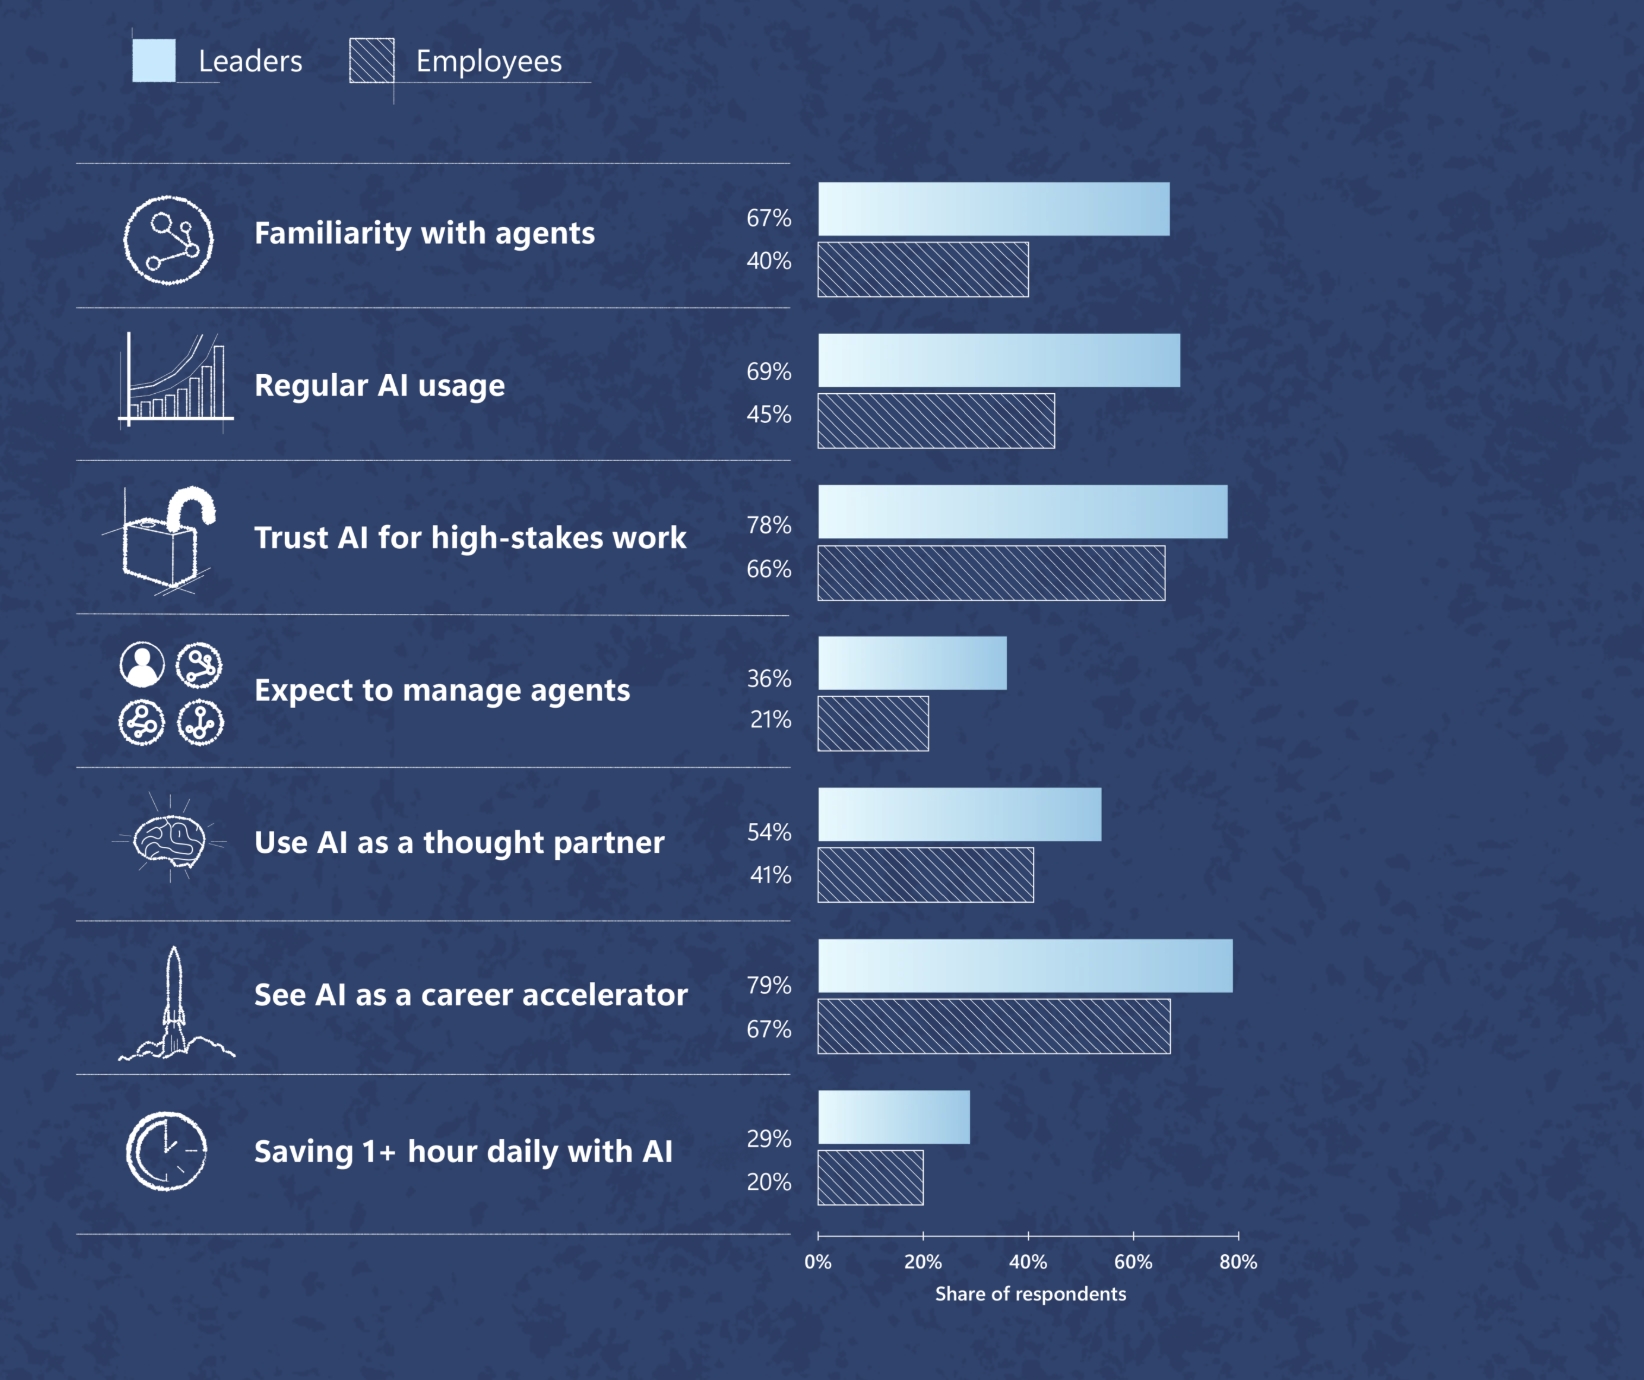 Leaders
Employees
Familiarity with agents
67%
40%
Regular AI usage
69%
45%
Trust AI for high-stakes work
78%
66%
Expect to manage agents
36%
21%
Use AI as a thought partner
54%
41%
See AI as a career accelerator
79%
67%
Saving 1+ hour daily with AI
29%
20%
0% 20% 40% 60% 80%
Share of respondents